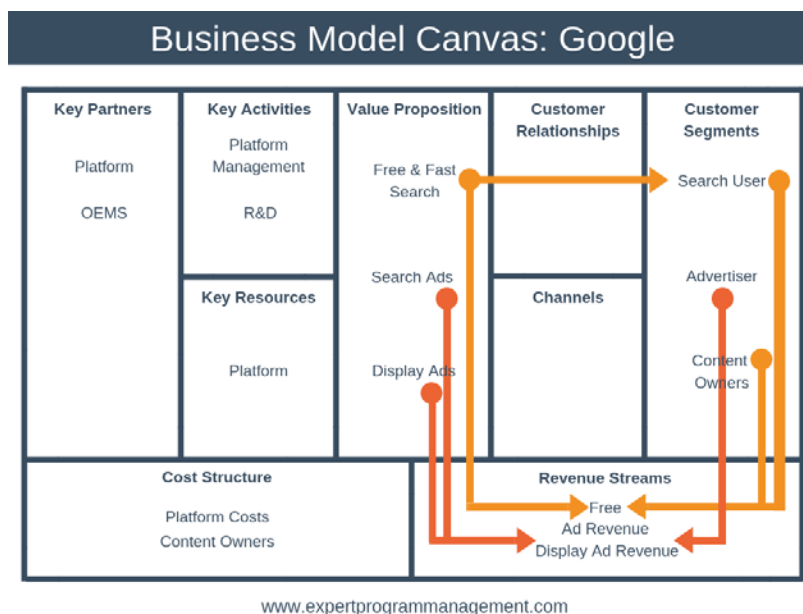 Business Model Canvas: Google
Key Partners
Platform
OEMS
Key Activities
Platform
Management
R&D
Key Resources
Platform
Value Proposition
Free & Fast
Search
Search Ads
Display Ads
Customer
Relationships
Channels
Customer
Segments
Search User
Advertiser
Content
Owners
Cost Structure
Platform Costs
Content Owners
Revenue Streams
Free
Ad Revenue
Display Ad Revenue
www.expertprogrammanagement.com